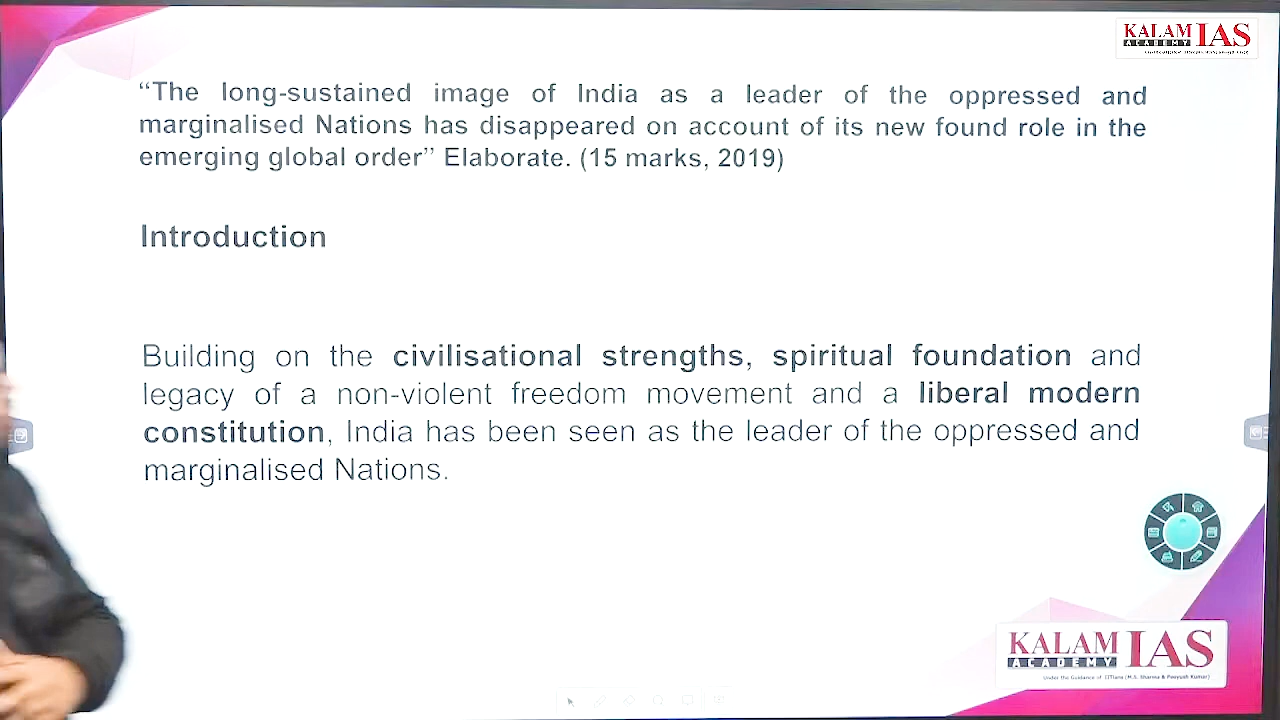 KALAM IAS
ACADEMY
“The long-sustained image of India as a leader of the oppressed and
marginalised Nations has disappeared on account of its new found role in the
emerging global order” Elaborate. (15 marks, 2019)
Introduction
Building on the civilisational strengths, spiritual foundation and
legacy of a non-violent freedom movement and a liberal modern
constitution, India has been seen as the leader of the oppressed and
marginalised Nations.
KALAM IAS
ACADEMY
Under the Guidance of IITians (M.S. Sharma & Peeyush Kumar)